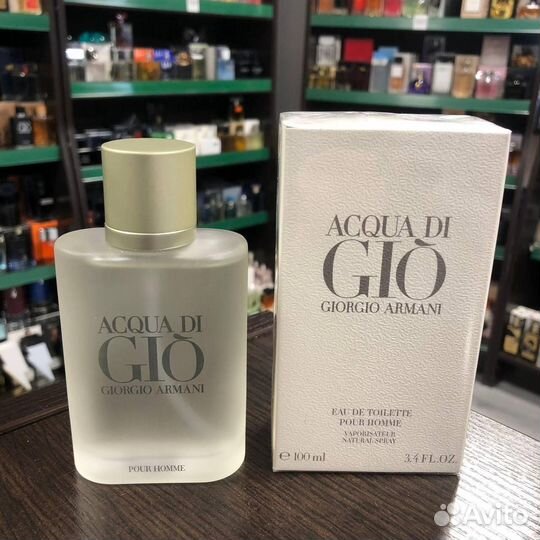 ACQUA DI
GIÒ
GIORGIO ARMANI
POUR HOMME
ACQUA DI
GIÒ
GIORGIO ARMANI
EAU DE TOILETTE
POUR HOMME
VAPORISATEUR
NATURAL SPRAY
e 100 ml
3.4 FL.OZ.
Avito